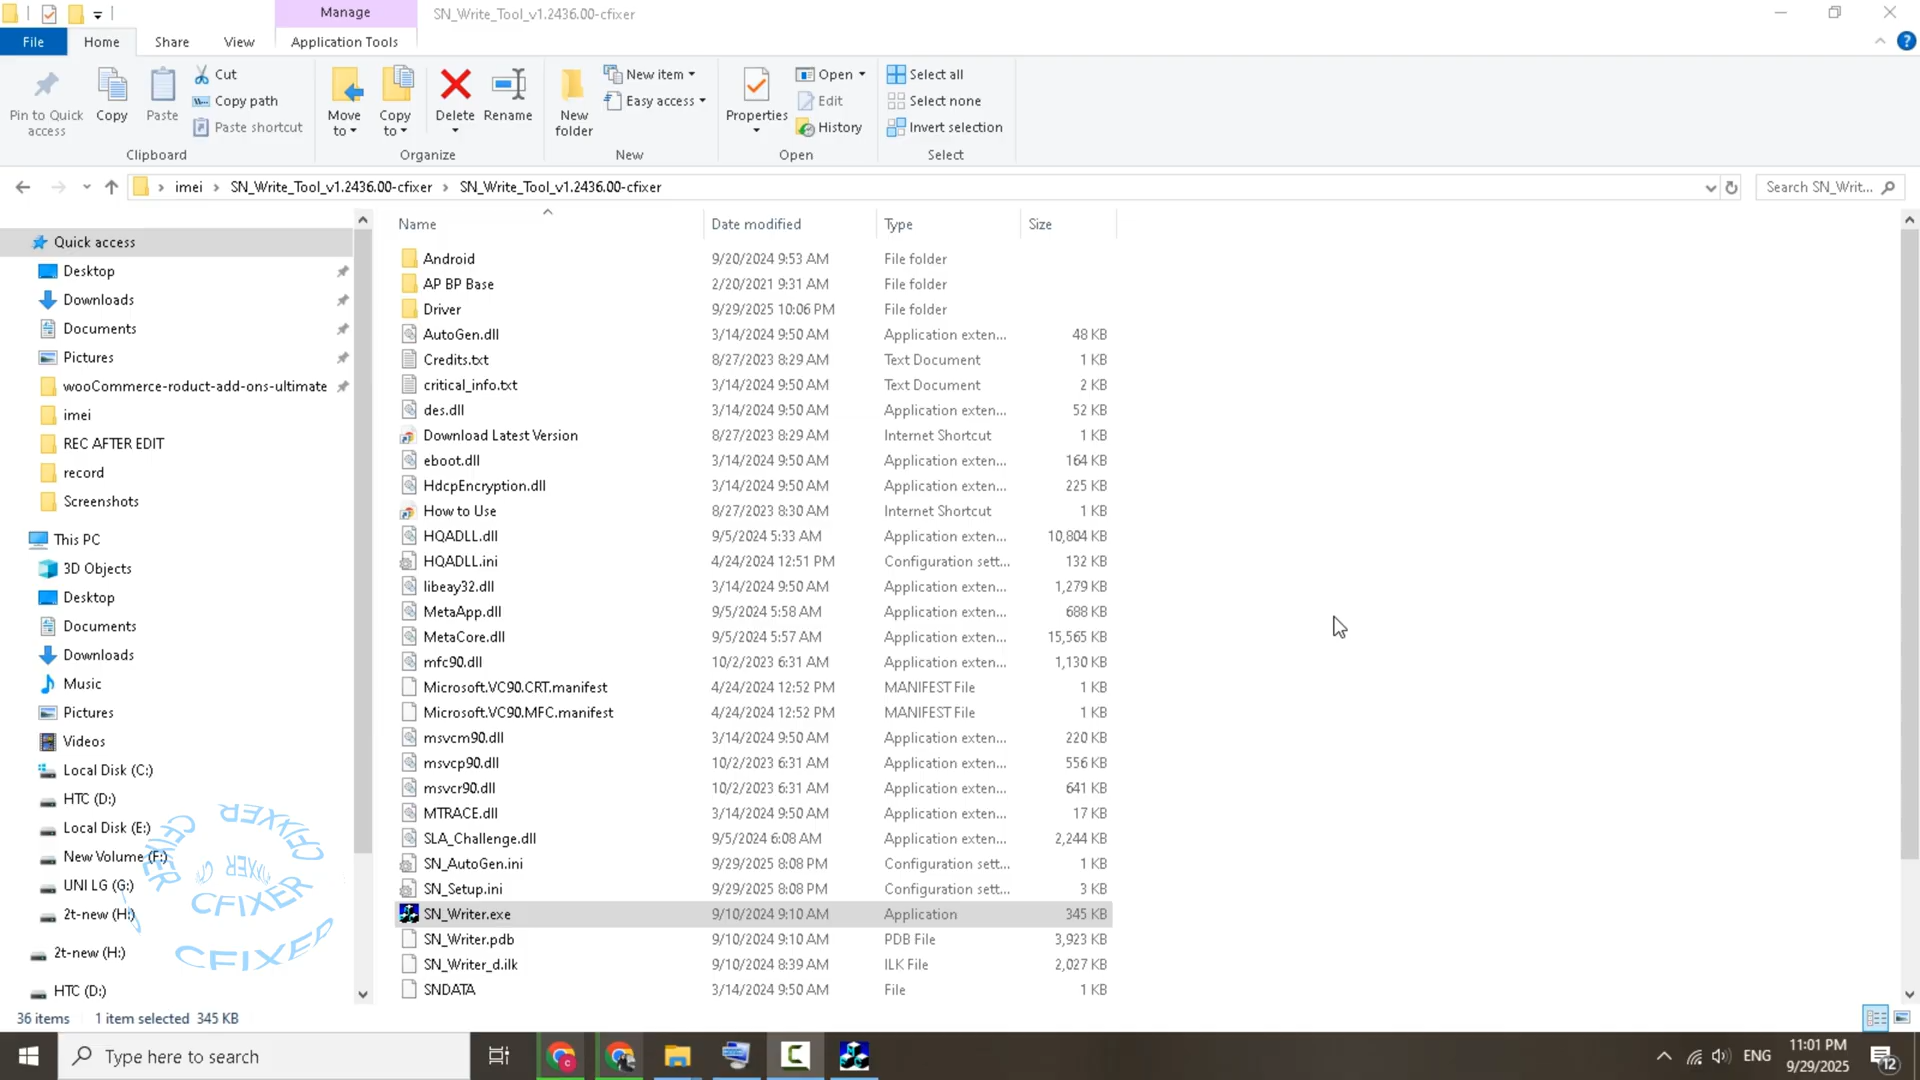 Manage
SN_Write_Tool_v1.2436.00-cfixer
File
Home
Share
View
Application Tools
Pin to Quick access
Copy
Paste
Cut
Copy path
Paste shortcut
Clipboard
Move to
Copy to
Delete
Rename
Organize
New folder
New item
Easy access
New
Properties
Open
Edit
History
Open
Select all
Select none
Invert selection
Select
imei › SN_Write_Tool_v1.2436.00-cfixer › SN_Write_Tool_v1.2436.00-cfixer
Search SN_Writ...
Quick access
Desktop
Downloads
Documents
Pictures
wooCommerce-roduct-add-ons-ultimate
imei
REC AFTER EDIT
record
Screenshots
This PC
3D Objects
Desktop
Documents
Downloads
Music
Pictures
Videos
Local Disk (C:)
HTC (D:)
Local Disk (E:)
New Volume (F:)
UNI LG (G:)
2t-new (H:)
2t-new (H:)
HTC (D:)
Name Date modified Type Size
Android 9/20/2024 9:53 AM File folder
AP BP Base 2/20/2021 9:31 AM File folder
Driver 9/29/2025 10:06 PM File folder
AutoGen.dll 3/14/2024 9:50 AM Application exten... 48 KB
Credits.txt 8/27/2023 8:29 AM Text Document 1 KB
critical_info.txt 3/14/2024 9:50 AM Text Document 2 KB
des.dll 3/14/2024 9:50 AM Application exten... 52 KB
Download Latest Version 8/27/2023 8:29 AM Internet Shortcut 1 KB
eboot.dll 3/14/2024 9:50 AM Application exten... 164 KB
HdcpEncryption.dll 3/14/2024 9:50 AM Application exten... 225 KB
How to Use 8/27/2023 8:30 AM Internet Shortcut 1 KB
HQADLL.dll 9/5/2024 5:33 AM Application exten... 10,804 KB
HQADLL.ini 4/24/2024 12:51 PM Configuration sett... 132 KB
libeay32.dll 3/14/2024 9:50 AM Application exten... 1,279 KB
MetaApp.dll 9/5/2024 5:58 AM Application exten... 688 KB
MetaCore.dll 9/5/2024 5:57 AM Application exten... 15,565 KB
mfc90.dll 10/2/2023 6:31 AM Application exten... 1,130 KB
Microsoft.VC90.CRT.manifest 4/24/2024 12:52 PM MANIFEST File 1 KB
Microsoft.VC90.MFC.manifest 4/24/2024 12:52 PM MANIFEST File 1 KB
msvcm90.dll 3/14/2024 9:50 AM Application exten... 220 KB
msvcp90.dll 10/2/2023 6:31 AM Application exten... 556 KB
msvcr90.dll 10/2/2023 6:31 AM Application exten... 641 KB
MTRACE.dll 3/14/2024 9:50 AM Application exten... 17 KB
SLA_Challenge.dll 9/5/2024 6:08 AM Application exten... 2,244 KB
SN_AutoGen.ini 9/29/2025 8:08 PM Configuration sett... 1 KB
SN_Setup.ini 9/29/2025 8:08 PM Configuration sett... 3 KB
SN_Writer.exe 9/10/2024 9:10 AM Application 345 KB
SN_Writer.pdb 9/10/2024 9:10 AM PDB File 3,923 KB
SN_Writer_d.ilk 9/10/2024 8:39 AM ILK File 2,027 KB
SNDATA 3/14/2024 9:50 AM File 1 KB
CFIXER
CFIXER
CFIXER
CFIXER
36 items 1 item selected 345 KB
Type here to search
ENG
11:01 PM
9/29/2025
12